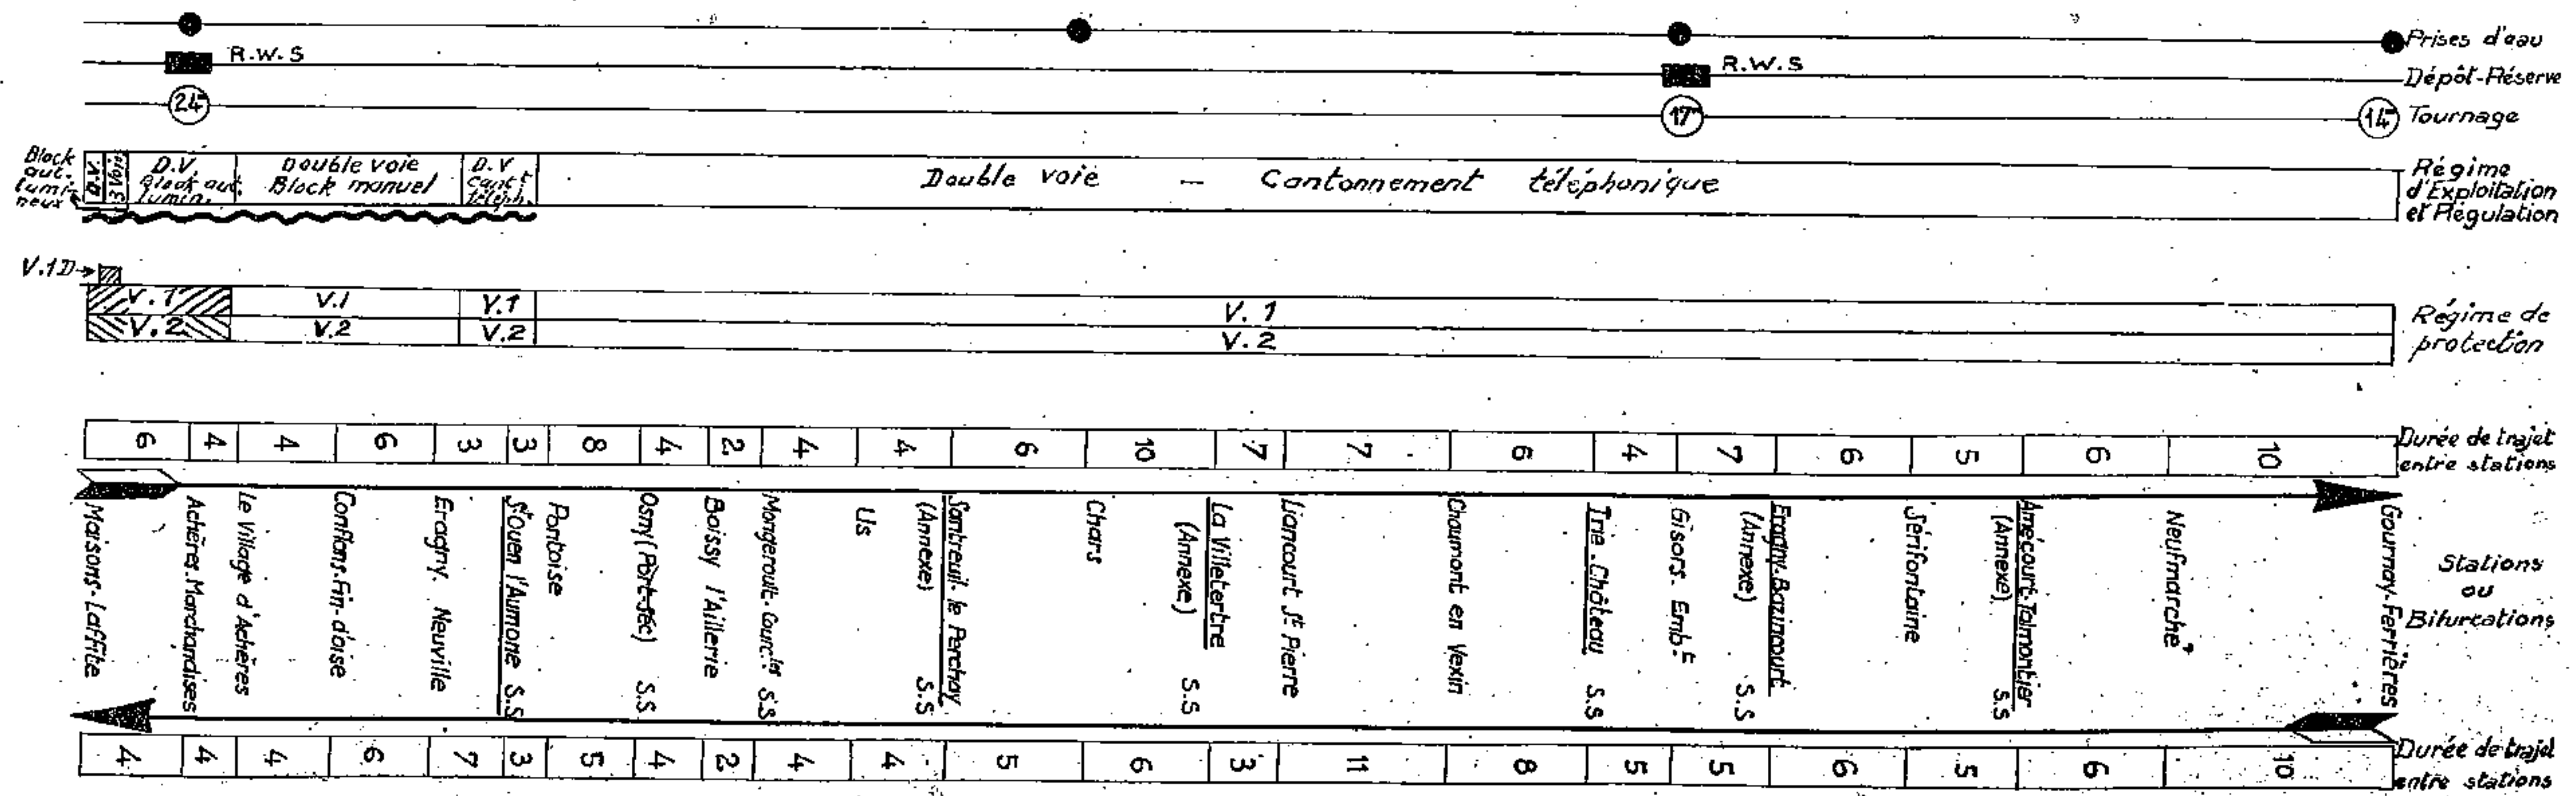 Prises d'eau
R.W.S
R.W.S
Dépôt-Réserve
24
17
14
Tournage
Block
aut.
lumi-
neux
D.V.
Block aut.
lumin.
Double voie
Block manuel
D.V
cant.t
téléph.
Double voie — Cantonnement téléphonique
Régime
d'Exploitation
et Régulation
V.1D
V.1
V.1
V.1
V.1
V.2
V.2
V.2
V.2
Régime de
protection
6 4 4 6 3 3 8 4 2 4 4 6 10 7 7 6 4 7 6 5 6 10
Durée de trajet
entre stations
Maisons-Laffite
Achères-Marchandises
Le Village d'Achères
Conflans-Fin-d'oise
Eragny. Neuville
St Ouen l'Aumone S.S
Pontoise
Osny (Port-sec) S.S
Boissy l'Aillerie
Mongeroult-Courc.les S.S
Us
Santreuil-le Perchay
(Annexe) S.S
Chars
La Villetertre
(Annexe) S.S
Liancourt St Pierre
Chaumont en Vexin
Trie-Château S.S
Gisors-Emb.t
Eragny-Bazincourt
(Annexe) S.S
Sérifontaine
Amécourt-Talmontier
(Annexe) S.S
Neufmarché
Gournay-Ferrières
Stations
ou
Bifurcations
4 4 4 6 7 3 5 4 2 4 4 5 6 3 11 8 5 5 6 5 6 10
Durée de trajet
entre stations